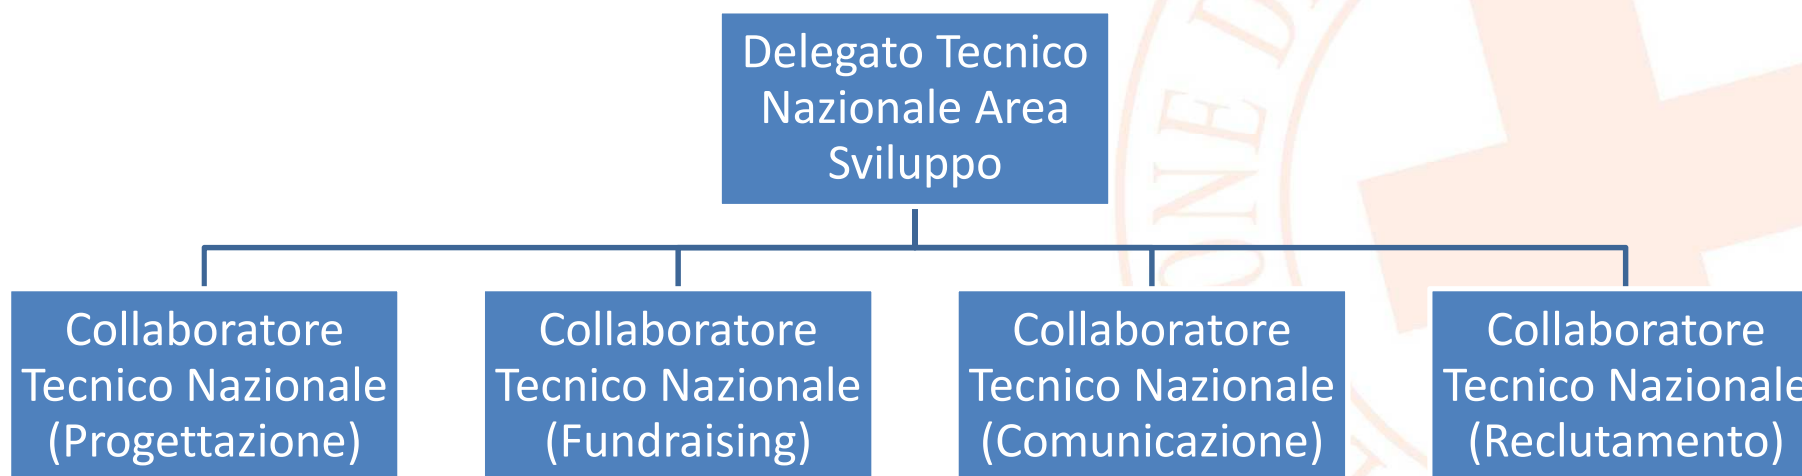 Delegato Tecnico
Nazionale Area
Sviluppo
Collaboratore
Tecnico Nazionale
(Progettazione)
Collaboratore
Tecnico Nazionale
(Fundraising)
Collaboratore
Tecnico Nazionale
(Comunicazione)
Collaboratore
Tecnico Nazionale
(Reclutamento)